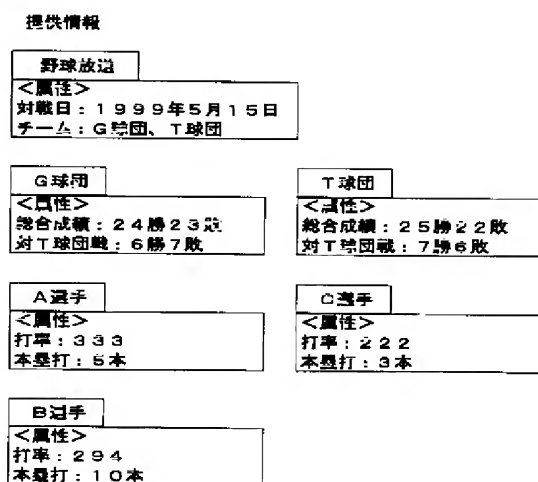 提供情報
野球放送
<属性>
対戦日：1999年5月15日
チーム：G球団、T球団
G球団
<属性>
総合成績：24勝23敗
対T球団戦：6勝7敗
T球団
<属性>
総合成績：25勝22敗
対T球団戦：7勝6敗
A選手
<属性>
打率：333
本塁打：5本
C選手
<属性>
打率：222
本塁打：3本
B選手
<属性>
打率：294
本塁打：10本